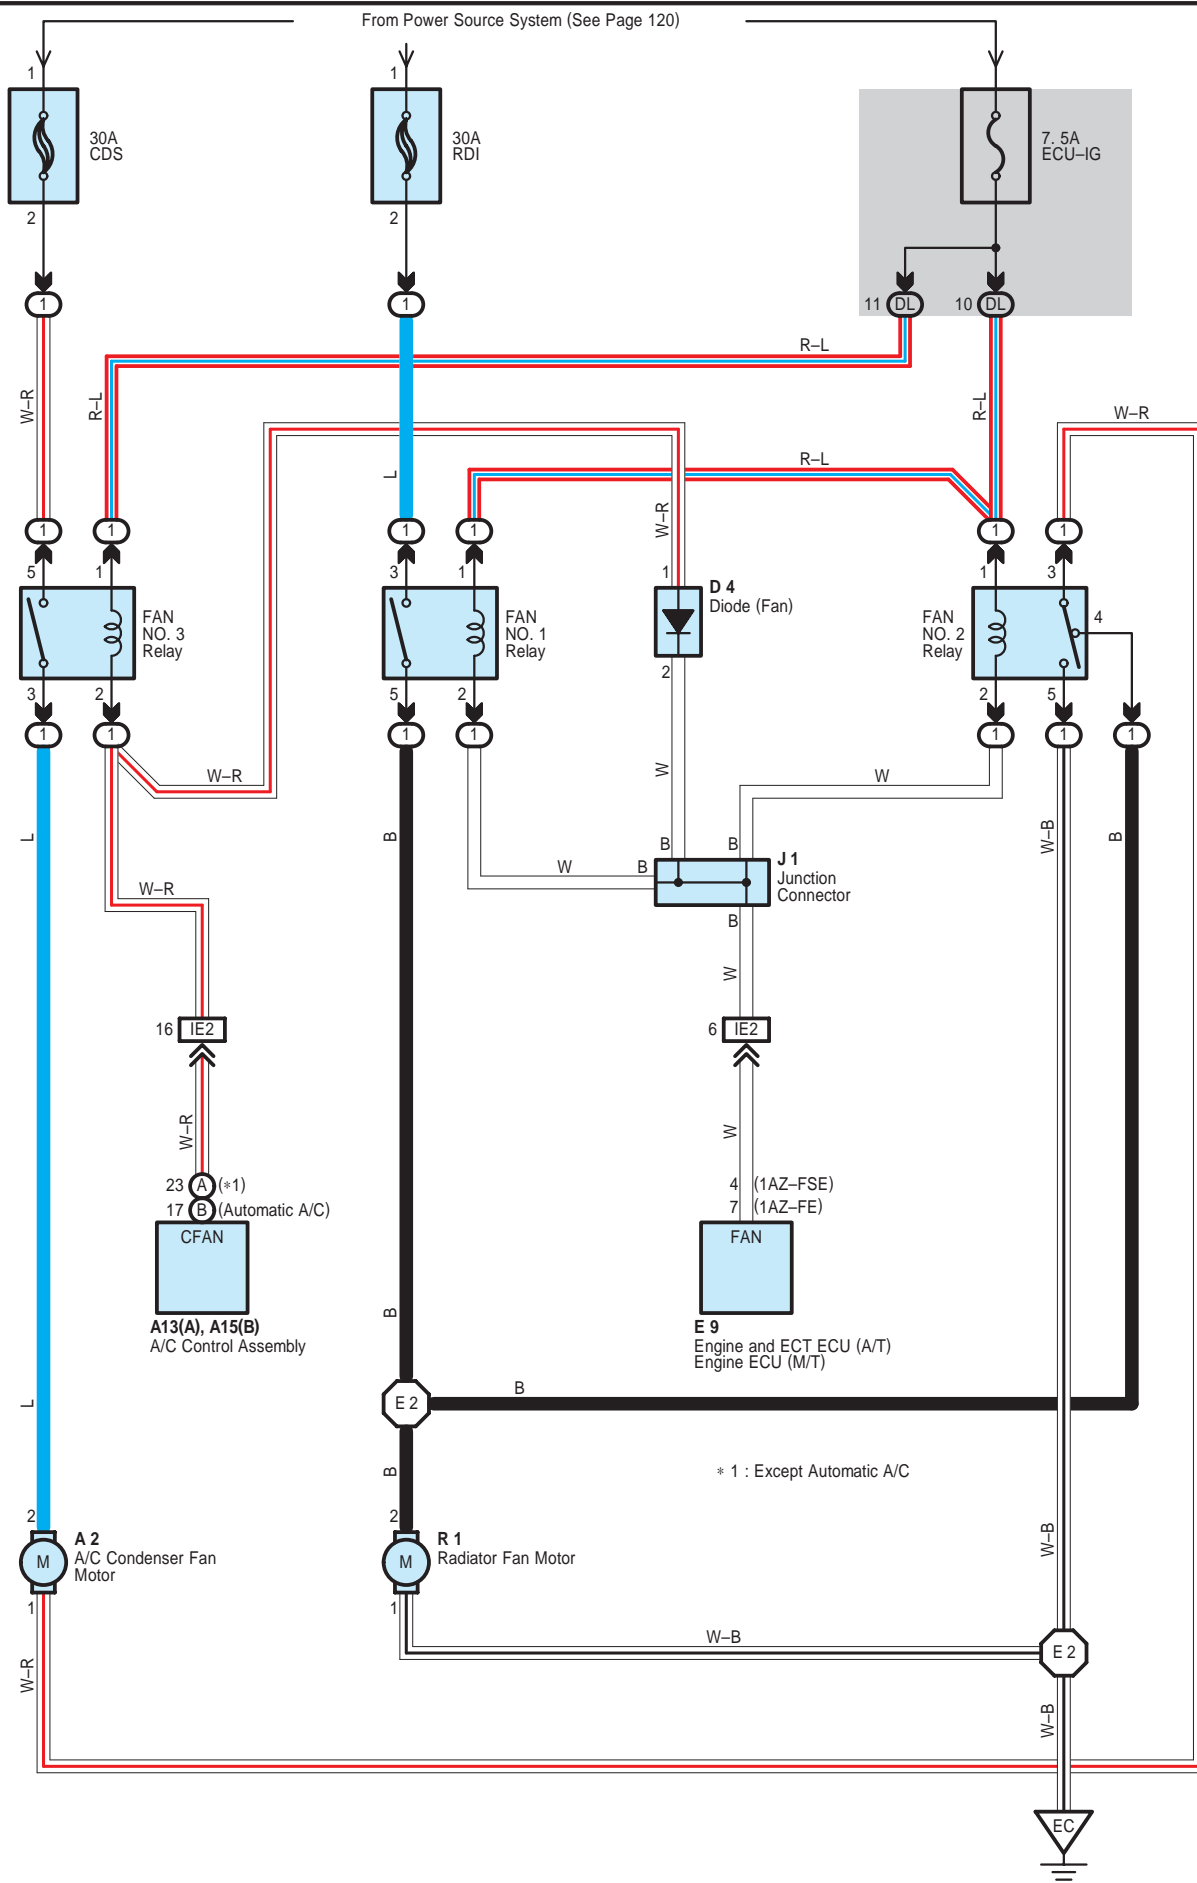 From Power Source System (See Page 120)
1
1
30A
CDS
30A
RDI
7. 5A
ECU–IG
2
2
1
1
11 DL
10 DL
R–L
W–R
R–L
R–L
W–R
L
R–L
W–R
1
1
1
1
1
1
5
1
3
1
1
1
3
D 4
Diode (Fan)
FAN
NO. 3
Relay
FAN
NO. 1
Relay
FAN
NO. 2
Relay
4
3
2
5
2
2
2
5
1
1
1
1
1
1
1
W–R
W
W
L
B
W–B
B
B
B
J 1
Junction
Connector
W
B
W–R
B
W
16 IE2
6 IE2
W–R
W
23 A (*1)
17 B (Automatic A/C)
CFAN
4 (1AZ–FSE)
7 (1AZ–FE)
FAN
A13(A), A15(B)
A/C Control Assembly
B
E 9
Engine and ECT ECU (A/T)
Engine ECU (M/T)
L
E 2
B
B
* 1 : Except Automatic A/C
2
M
A 2
A/C Condenser Fan
Motor
2
M
R 1
Radiator Fan Motor
W–B
1
1
W–B
E 2
W–R
W–B
EC